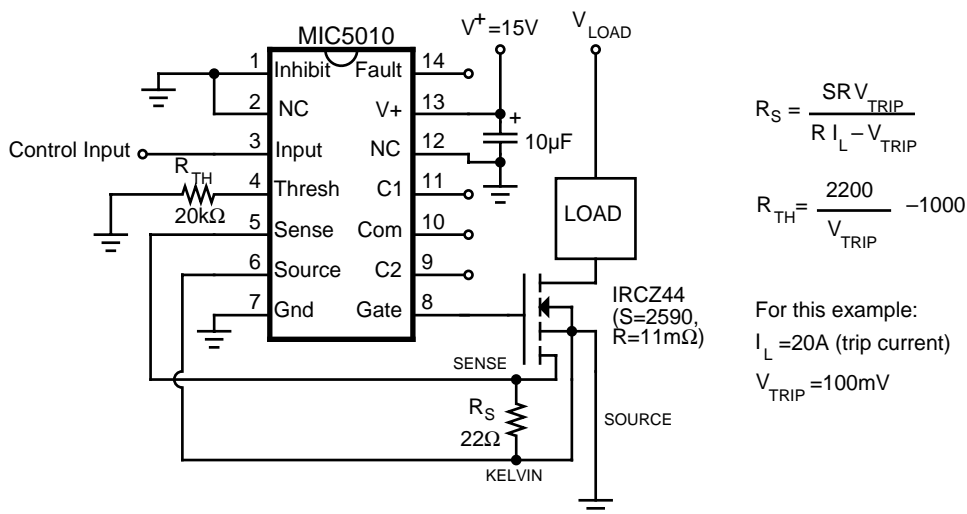 MIC5010
V+=15V
VLOAD
1 Inhibit Fault 14
2 NC V+ 13
+
10µF
Control Input 3 Input NC 12
RTH
20kΩ
4 Thresh C1 11
5 Sense Com 10
6 Source C2 9
7 Gnd Gate 8
LOAD
IRCZ44
(S=2590,
R=11mΩ)
SENSE
RS
22Ω
SOURCE
KELVIN
RS = SRVTRIP / R IL – VTRIP
RTH= 2200 / VTRIP –1000
For this example:
IL =20A (trip current)
VTRIP =100mV